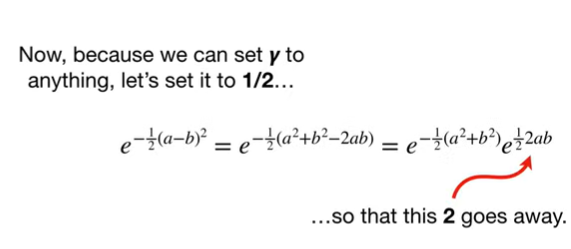 Now, because we can set γ to
anything, let's set it to 1/2...
e^{-\frac{1}{2}(a-b)^2} = e^{-\frac{1}{2}(a^2+b^2-2ab)} = e^{-\frac{1}{2}(a^2+b^2)}e^{\frac{1}{2}2ab}
...so that this 2 goes away.